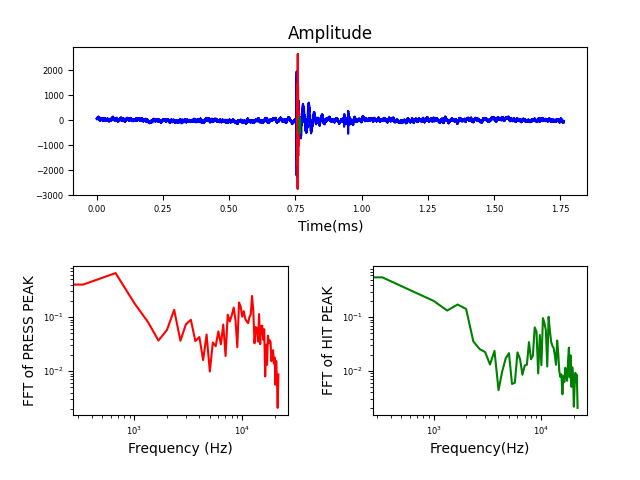 Amplitude
2000
1000
0
−1000
−2000
−3000
0.00 0.25 0.50 0.75 1.00 1.25 1.50 1.75
Time(ms)
FFT of PRESS PEAK
10⁻¹
10⁻²
10³ 10⁴
Frequency (Hz)
FFT of HIT PEAK
10⁻¹
10⁻²
10³ 10⁴
Frequency(Hz)